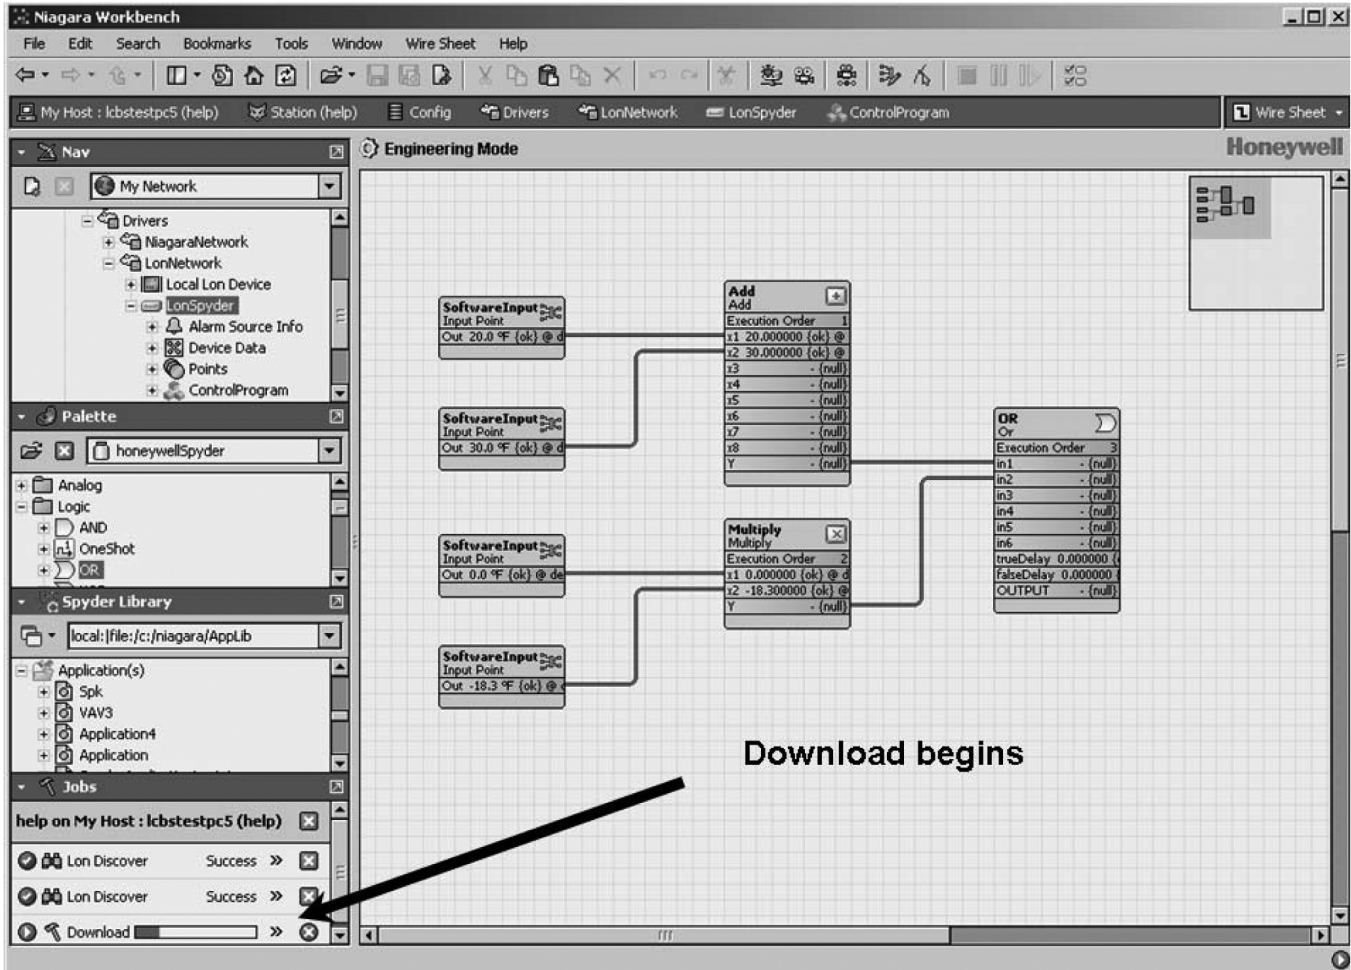 Niagara Workbench
File Edit Search Bookmarks Tools Window Wire Sheet Help
My Host : lcbstestpc5 (help) Station (help) Config Drivers LonNetwork LonSpyder ControlProgram Wire Sheet
Nav
My Network
Drivers
NiagaraNetwork
LonNetwork
Local Lon Device
LonSpyder
Alarm Source Info
Device Data
Points
ControlProgram
Palette
honeywellSpyder
Analog
Logic
AND
OneShot
OR
Spyder Library
local:|file:/c:/niagara/AppLib
Application(s)
Spk
VAV3
Application4
Application
Jobs
help on My Host : lcbstestpc5 (help)
Lon Discover Success »
Lon Discover Success »
Download »
Engineering Mode
Honeywell
SoftwareInput
Input Point
Out 20.0 °F {ok} @ d
SoftwareInput
Input Point
Out 30.0 °F {ok} @ d
SoftwareInput
Input Point
Out 0.0 °F {ok} @ de
SoftwareInput
Input Point
Out -18.3 °F {ok} @
Add
Add
Execution Order 1
x1 20.000000 {ok} @
x2 30.000000 {ok} @
x3 - {null}
x4 - {null}
x5 - {null}
x6 - {null}
x7 - {null}
x8 - {null}
Y - {null}
Multiply
Multiply
Execution Order 2
x1 0.000000 {ok} @ d
x2 -18.300000 {ok} @
Y - {null}
OR
Or
Execution Order 3
in1 - {null}
in2 - {null}
in3 - {null}
in4 - {null}
in5 - {null}
in6 - {null}
trueDelay 0.000000 {
falseDelay 0.000000
OUTPUT - {null}
Download begins